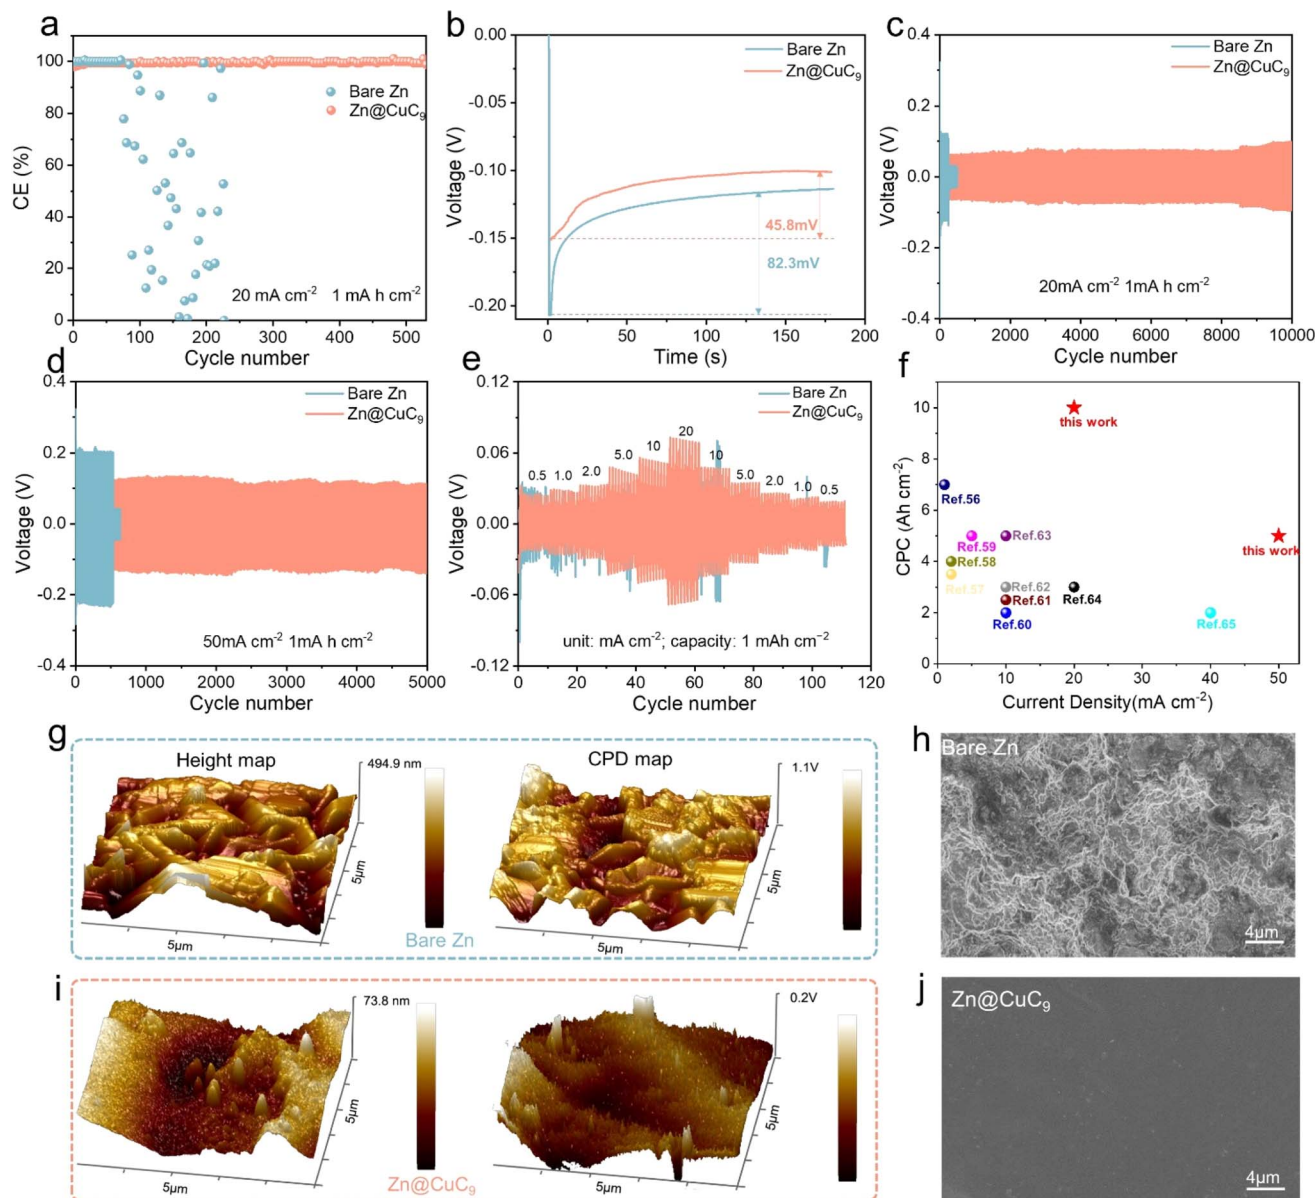 a
CE (%)
100
80
60
40
20
0
Bare Zn
Zn@CuC₉
20 mA cm⁻² 1 mA h cm⁻²
0 100 200 300 400 500
Cycle number
b
Voltage (V)
0.00
-0.05
-0.10
-0.15
-0.20
Bare Zn
Zn@CuC₉
45.8mV
82.3mV
0 50 100 150 200
Time (s)
c
Voltage (V)
0.4
0.2
0.0
-0.2
-0.4
Bare Zn
Zn@CuC₉
20mA cm⁻² 1mA h cm⁻²
0 2000 4000 6000 8000 10000
Cycle number
d
Voltage (V)
0.4
0.2
0.0
-0.2
-0.4
Bare Zn
Zn@CuC₉
50mA cm⁻² 1mA h cm⁻²
0 1000 2000 3000 4000 5000
Cycle number
e
Voltage (V)
0.12
0.06
0.00
-0.06
-0.12
Bare Zn
Zn@CuC₉
0.5 1.0 2.0 5.0 10 20 10 5.0 2.0 1.0 0.5
unit: mA cm⁻²; capacity: 1 mAh cm⁻²
0 20 40 60 80 100 120
Cycle number
f
CPC (Ah cm⁻²)
10
8
6
4
2
0
this work
Ref.56
Ref.59
Ref.63
this work
Ref.58
Ref.57
Ref.62
Ref.61
Ref.64
Ref.60
Ref.65
0 10 20 30 40 50
Current Density(mA cm⁻²)
g
Height map
494.9 nm
5μm
5μm
CPD map
1.1V
5μm
5μm
Bare Zn
h
Bare Zn
4μm
i
73.8 nm
5μm
5μm
0.2V
5μm
5μm
Zn@CuC₉
j
Zn@CuC₉
4μm